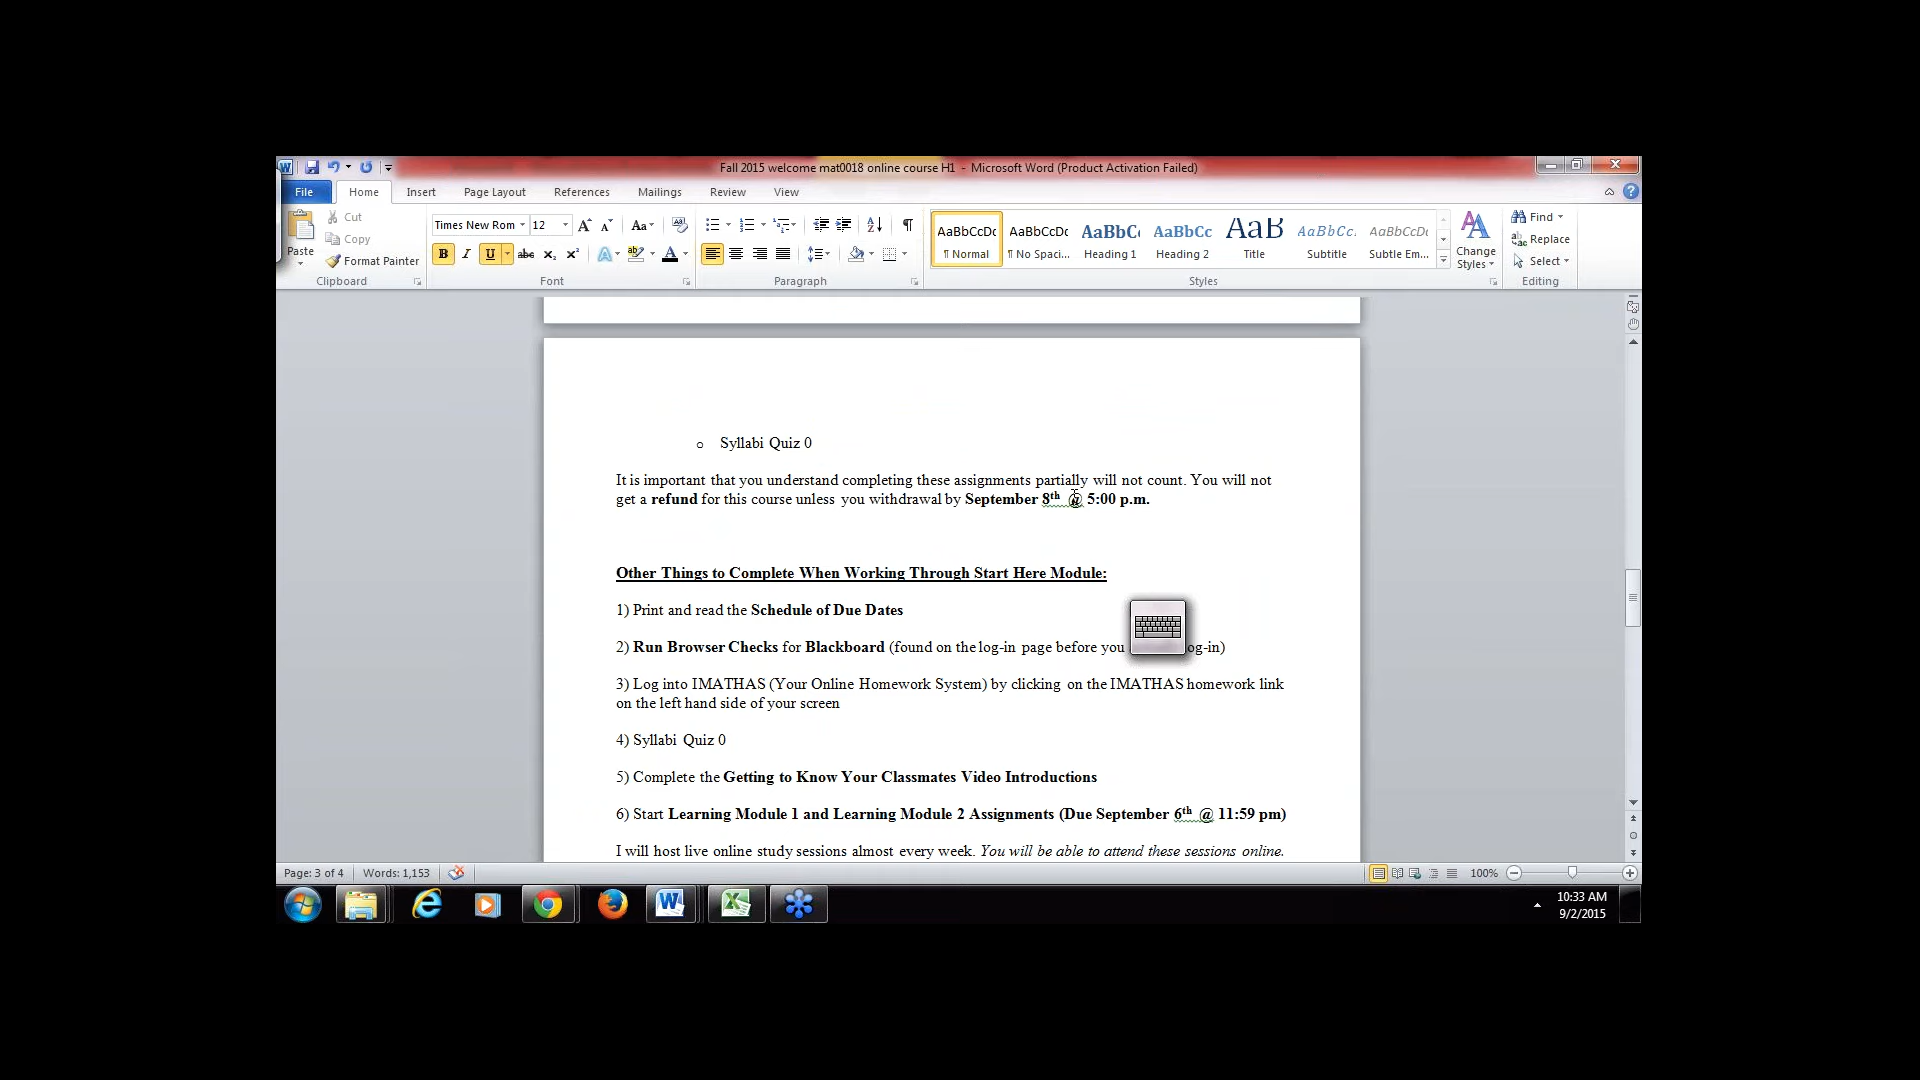 Fall 2015 welcome mat0018 online course H1 - Microsoft Word (Product Activation Failed)
File Home Insert Page Layout References Mailings Review View
Paste Cut Copy Format Painter
Clipboard
Times New Rom 12
Font
Paragraph
AaBbCcDc AaBbCcDc AaBbC AaBbCc AaB AaBbCc. AaBbCcDc
¶ Normal ¶ No Spaci... Heading 1 Heading 2 Title Subtitle Subtle Em...
Styles
Change Styles
Find
Replace
Select
Editing
o Syllabi Quiz 0
It is important that you understand completing these assignments partially will not count. You will not
get a refund for this course unless you withdrawal by September 8th @ 5:00 p.m.
Other Things to Complete When Working Through Start Here Module:
1) Print and read the Schedule of Due Dates
2) Run Browser Checks for Blackboard (found on the log-in page before you og-in)
3) Log into IMATHAS (Your Online Homework System) by clicking on the IMATHAS homework link
on the left hand side of your screen
4) Syllabi Quiz 0
5) Complete the Getting to Know Your Classmates Video Introductions
6) Start Learning Module 1 and Learning Module 2 Assignments (Due September 6th @ 11:59 pm)
I will host live online study sessions almost every week. You will be able to attend these sessions online.
Page: 3 of 4 Words: 1,153 100%
10:33 AM
9/2/2015